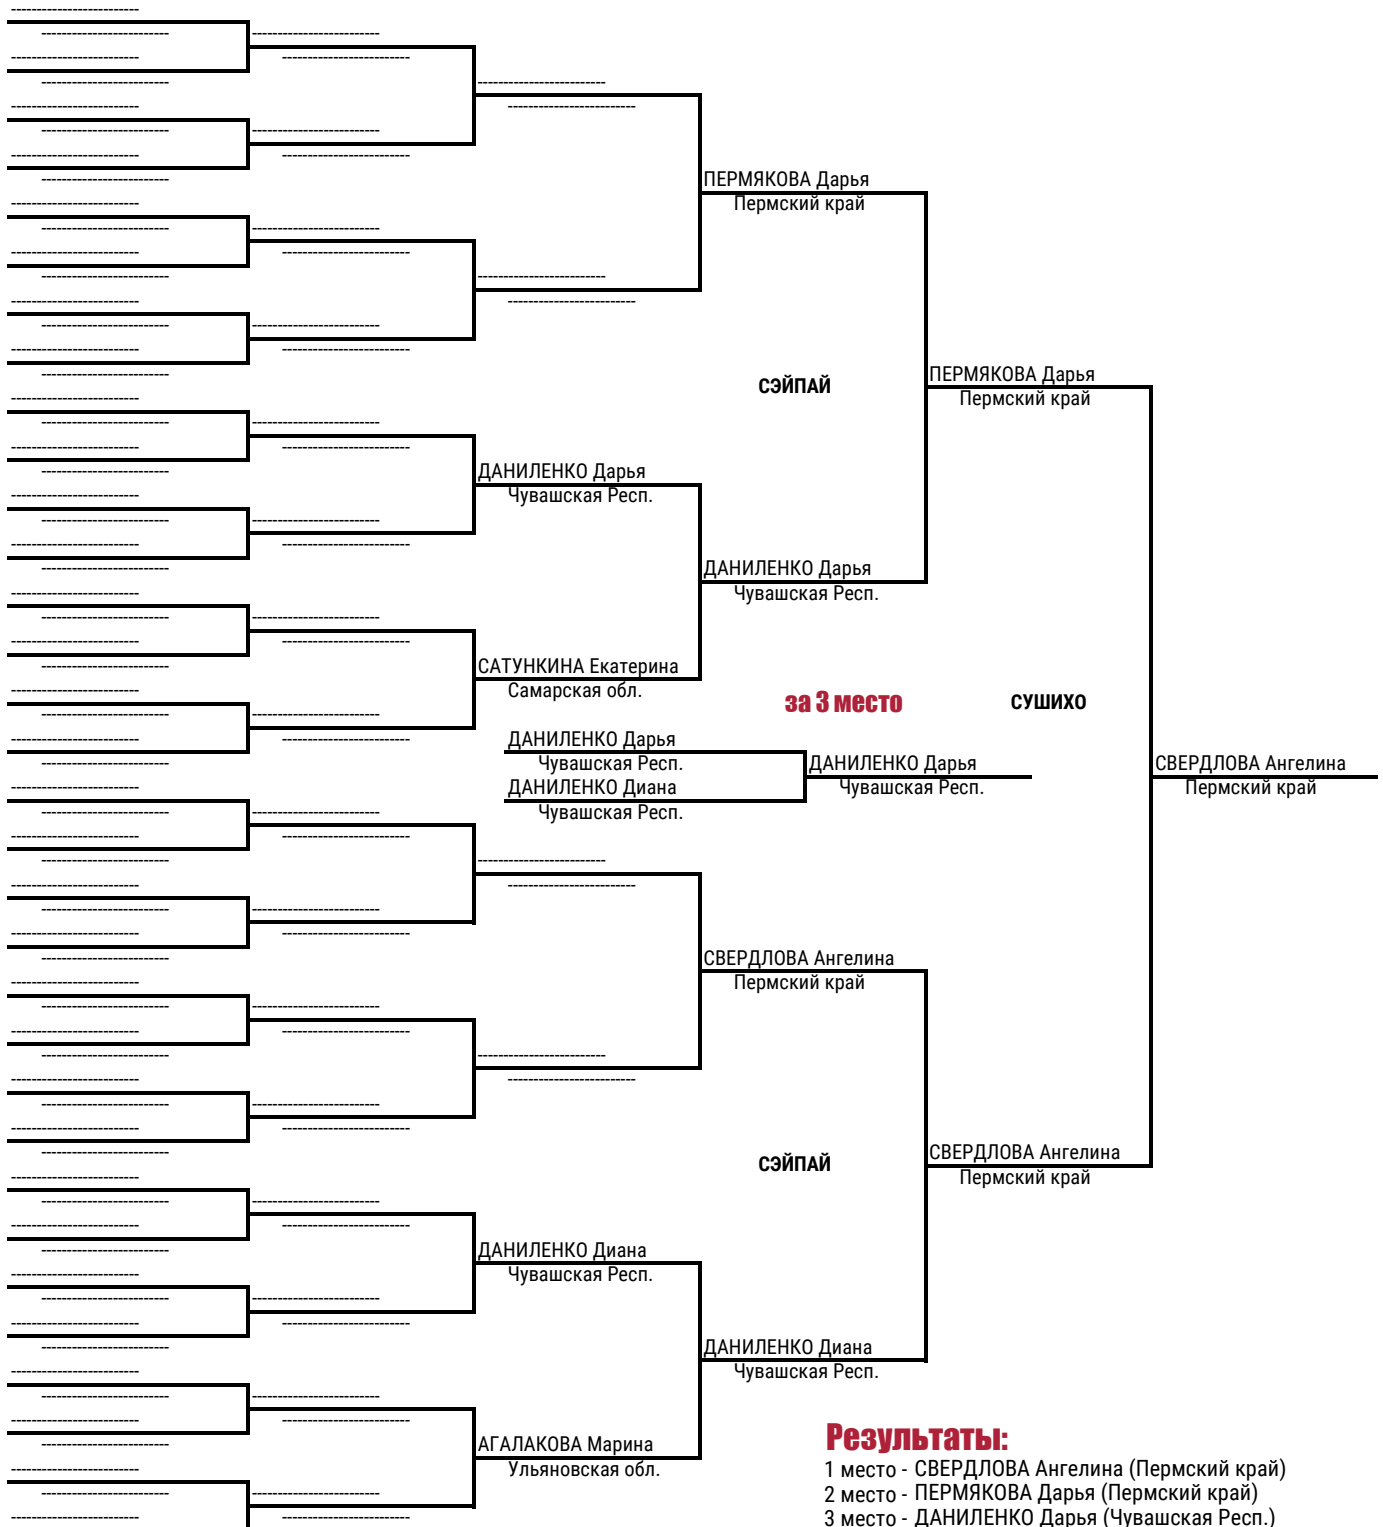 ПЕРМЯКОВА Дарья
Пермский край
СЭЙПАЙ
ПЕРМЯКОВА Дарья
Пермский край
ДАНИЛЕНКО Дарья
Чувашская Респ.
ДАНИЛЕНКО Дарья
Чувашская Респ.
САТУНКИНА Екатерина
Самарская обл.
за 3 место
СУШИХО
ДАНИЛЕНКО Дарья
Чувашская Респ.
ДАНИЛЕНКО Диана
Чувашская Респ.
ДАНИЛЕНКО Дарья
Чувашская Респ.
СВЕРДЛОВА Ангелина
Пермский край
СВЕРДЛОВА Ангелина
Пермский край
СЭЙПАЙ
СВЕРДЛОВА Ангелина
Пермский край
ДАНИЛЕНКО Диана
Чувашская Респ.
ДАНИЛЕНКО Диана
Чувашская Респ.
АГАЛАКОВА Марина
Ульяновская обл.
Результаты:
1 место - СВЕРДЛОВА Ангелина (Пермский край)
2 место - ПЕРМЯКОВА Дарья (Пермский край)
3 место - ДАНИЛЕНКО Дарья (Чувашская Респ.)